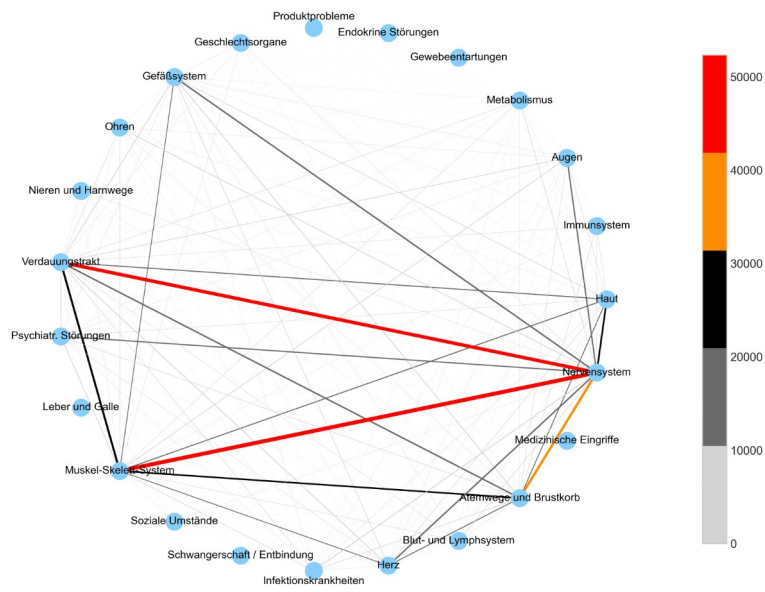 Produktprobleme
Endokrine Störungen
Geschlechtsorgane
Gewebeentartungen
Gefäßsystem
50000
Metabolismus
Ohren
Augen
40000
Nieren und Harnwege
Immunsystem
Verdauungstrakt
30000
Haut
Psychiatr. Störungen
20000
Nervensystem
Leber und Galle
Medizinische Eingriffe
10000
Muskel-Skelett-System
Atemwege und Brustkorb
Soziale Umstände
Blut- und Lymphsystem
0
Schwangerschaft / Entbindung
Herz
Infektionskrankheiten